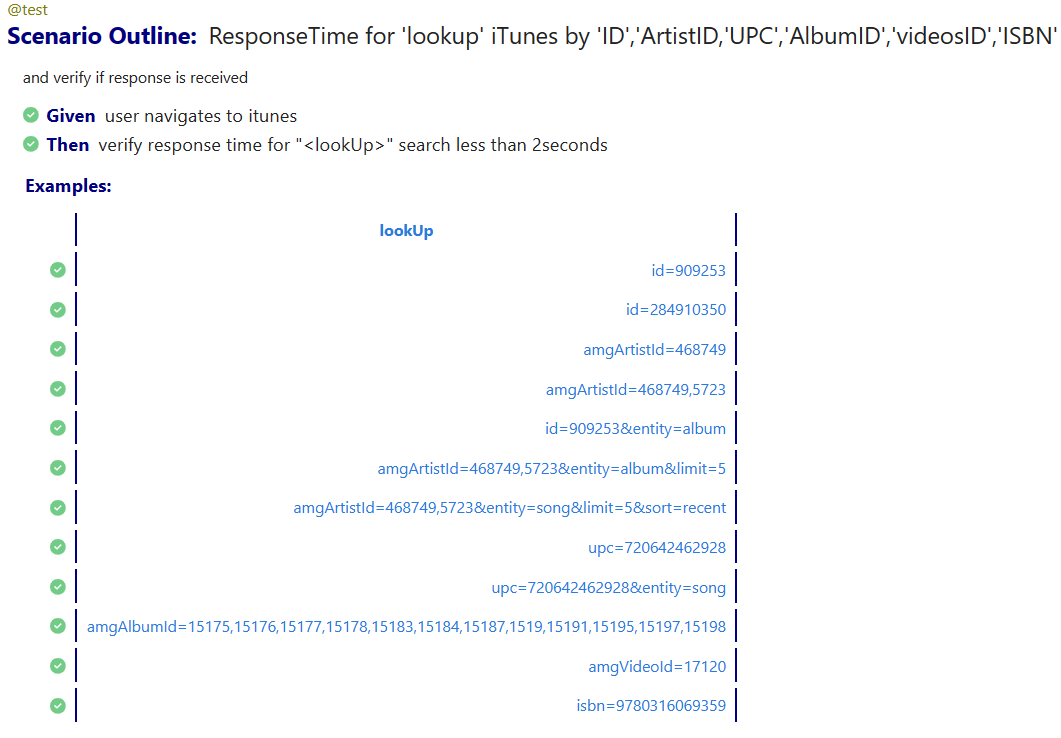 @test
Scenario Outline: ResponseTime for 'lookup' iTunes by 'ID','ArtistID,'UPC','AlbumID','videosID','ISBN'
and verify if response is received
Given user navigates to itunes
Then verify response time for "<lookUp>" search less than 2seconds
Examples:
lookUp
id=909253
id=284910350
amgArtistId=468749
amgArtistId=468749,5723
id=909253&entity=album
amgArtistId=468749,5723&entity=album&limit=5
amgArtistId=468749,5723&entity=song&limit=5&sort=recent
upc=720642462928
upc=720642462928&entity=song
amgAlbumId=15175,15176,15177,15178,15183,15184,15187,1519,15191,15195,15197,15198
amgVideoId=17120
isbn=9780316069359